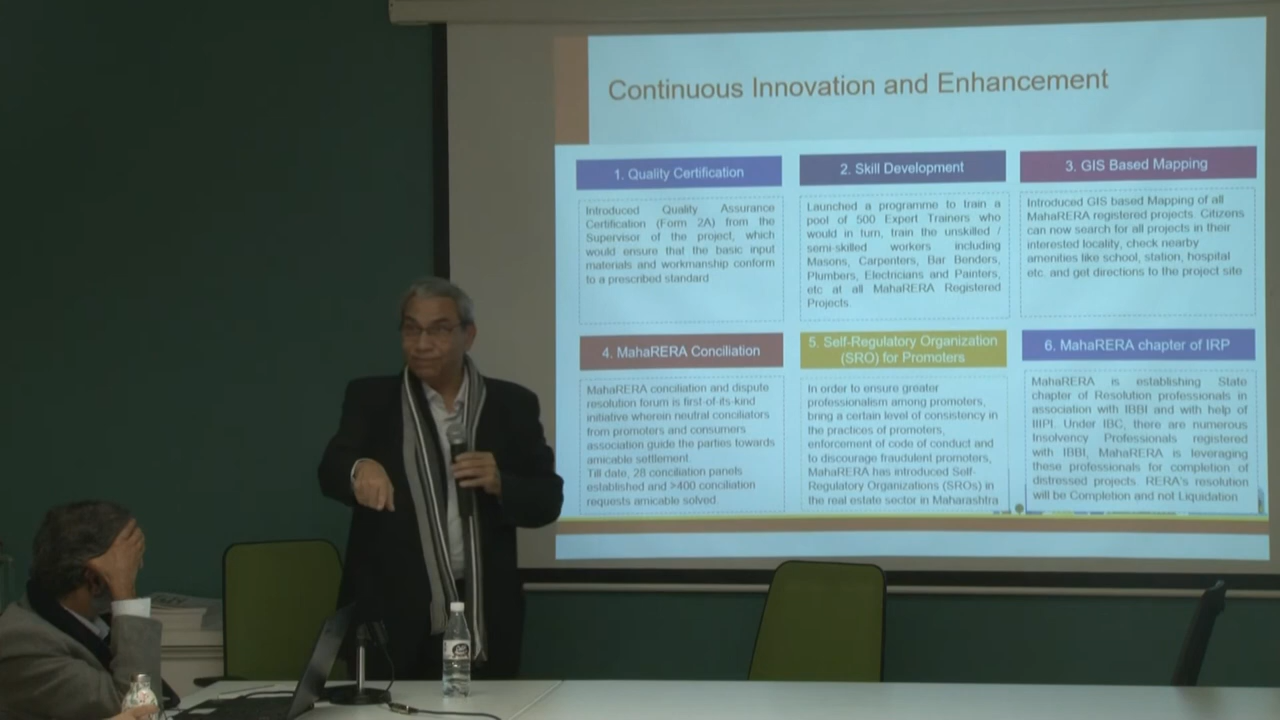 Continuous Innovation and Enhancement
1. Quality Certification
Introduced Quality Assurance
Certification (Form 2A) from the
Supervisor of the project, which
would ensure that the basic input
materials and workmanship conform
to a prescribed standard
2. Skill Development
Launched a programme to train a
pool of 500 Expert Trainers who
would in turn, train the unskilled /
semi-skilled workers including
Masons, Carpenters, Bar Benders,
Plumbers, Electricians and Painters,
etc at all MahaRERA Registered
Projects.
3. GIS Based Mapping
Introduced GIS based Mapping of all
MahaRERA registered projects. Citizens
can now search for all projects in their
interested locality, check nearby
amenities like school, station, hospital
etc. and get directions to the project site
4. MahaRERA Conciliation
MahaRERA conciliation and dispute
resolution forum is first-of-its-kind
initiative wherein neutral conciliators
from promoters and consumers
association guide the parties towards
amicable settlement.
Till date, 28 conciliation panels
established and >400 conciliation
requests amicable solved.
5. Self-Regulatory Organization
(SRO) for Promoters
In order to ensure greater
professionalism among promoters,
bring a certain level of consistency in
the practices of promoters,
enforcement of code of conduct and
to discourage fraudulent promoters,
MahaRERA has introduced Self-
Regulatory Organizations (SROs) in
the real estate sector in Maharashtra
6. MahaRERA chapter of IRP
MahaRERA is establishing State
chapter of Resolution professionals in
association with IBBI and with help of
IIIPI. Under IBC, there are numerous
Insolvency Professionals registered
with IBBI, MahaRERA is leveraging
these professionals for completion of
distressed projects. RERA's resolution
will be Completion and not Liquidation